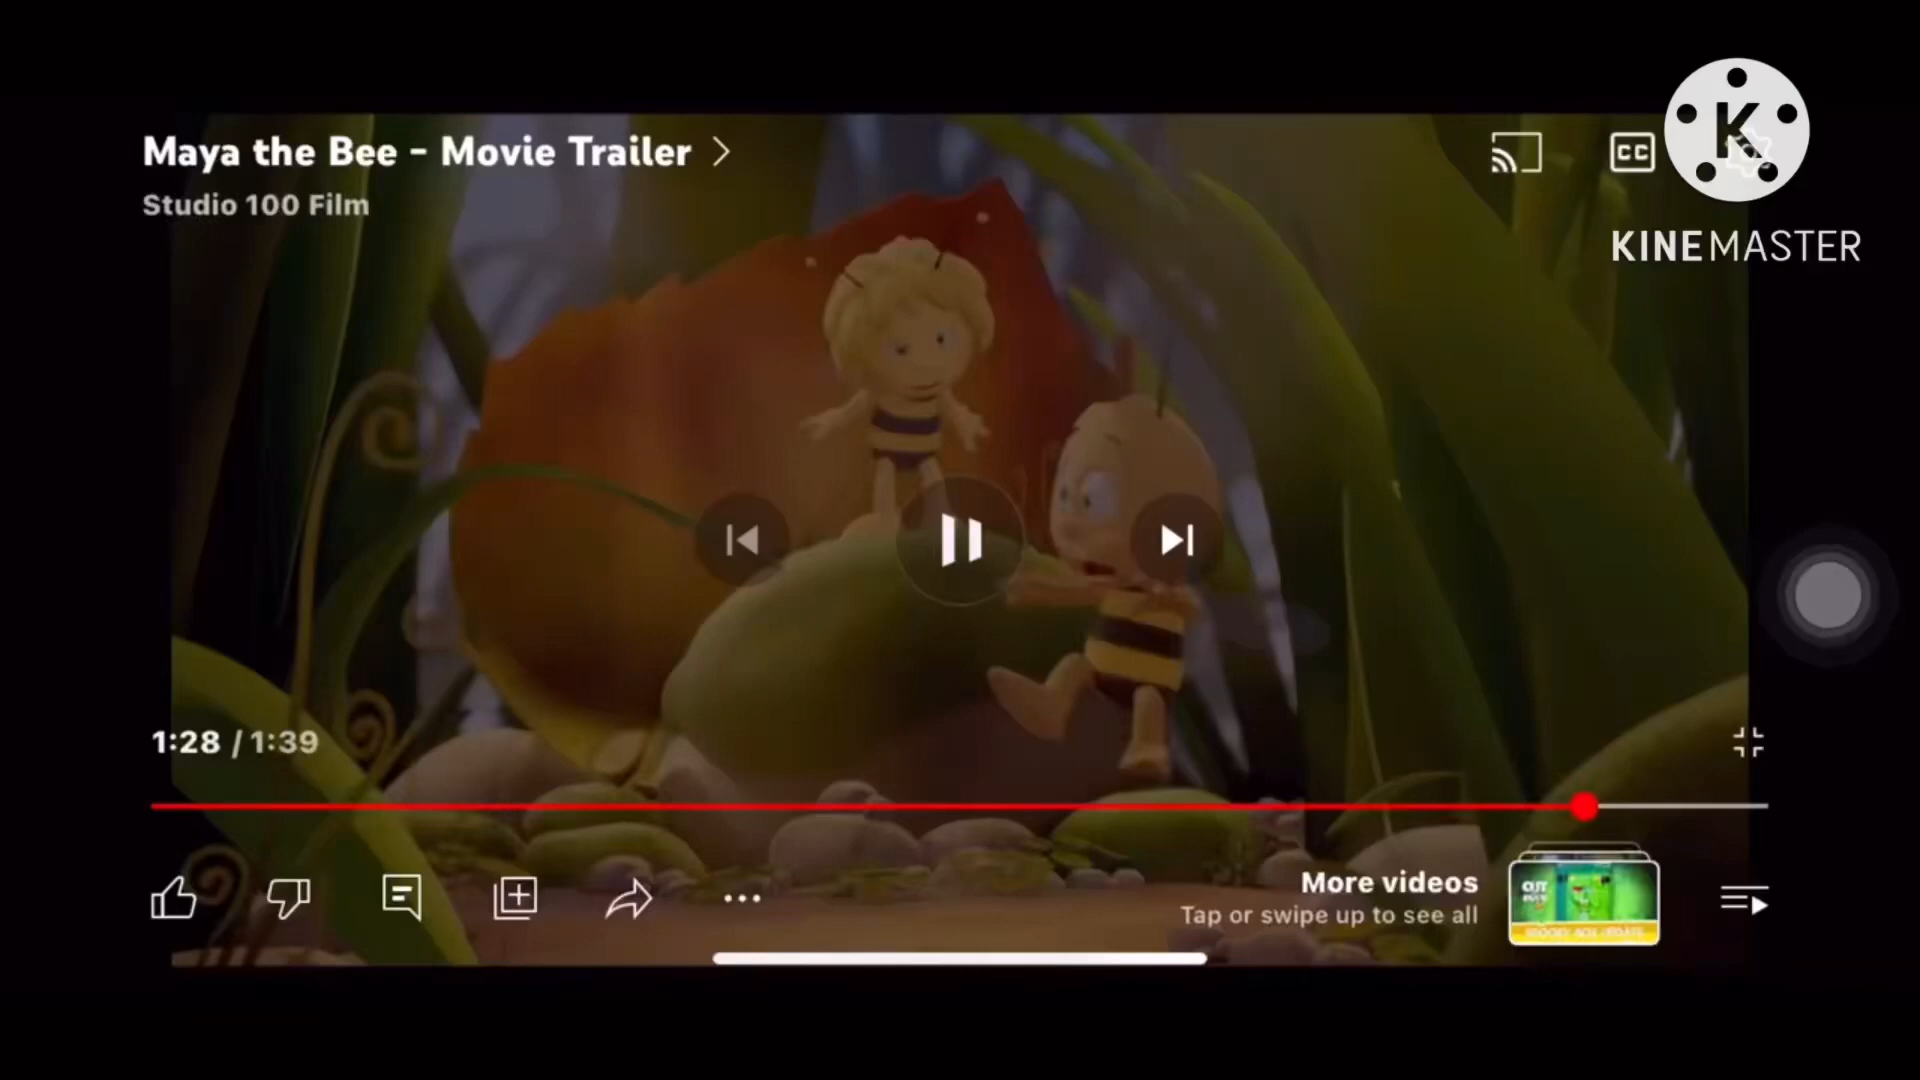 Maya the Bee - Movie Trailer
Studio 100 Film
CC
K
KINEMASTER
1:28 / 1:39
More videos
Tap or swipe up to see all